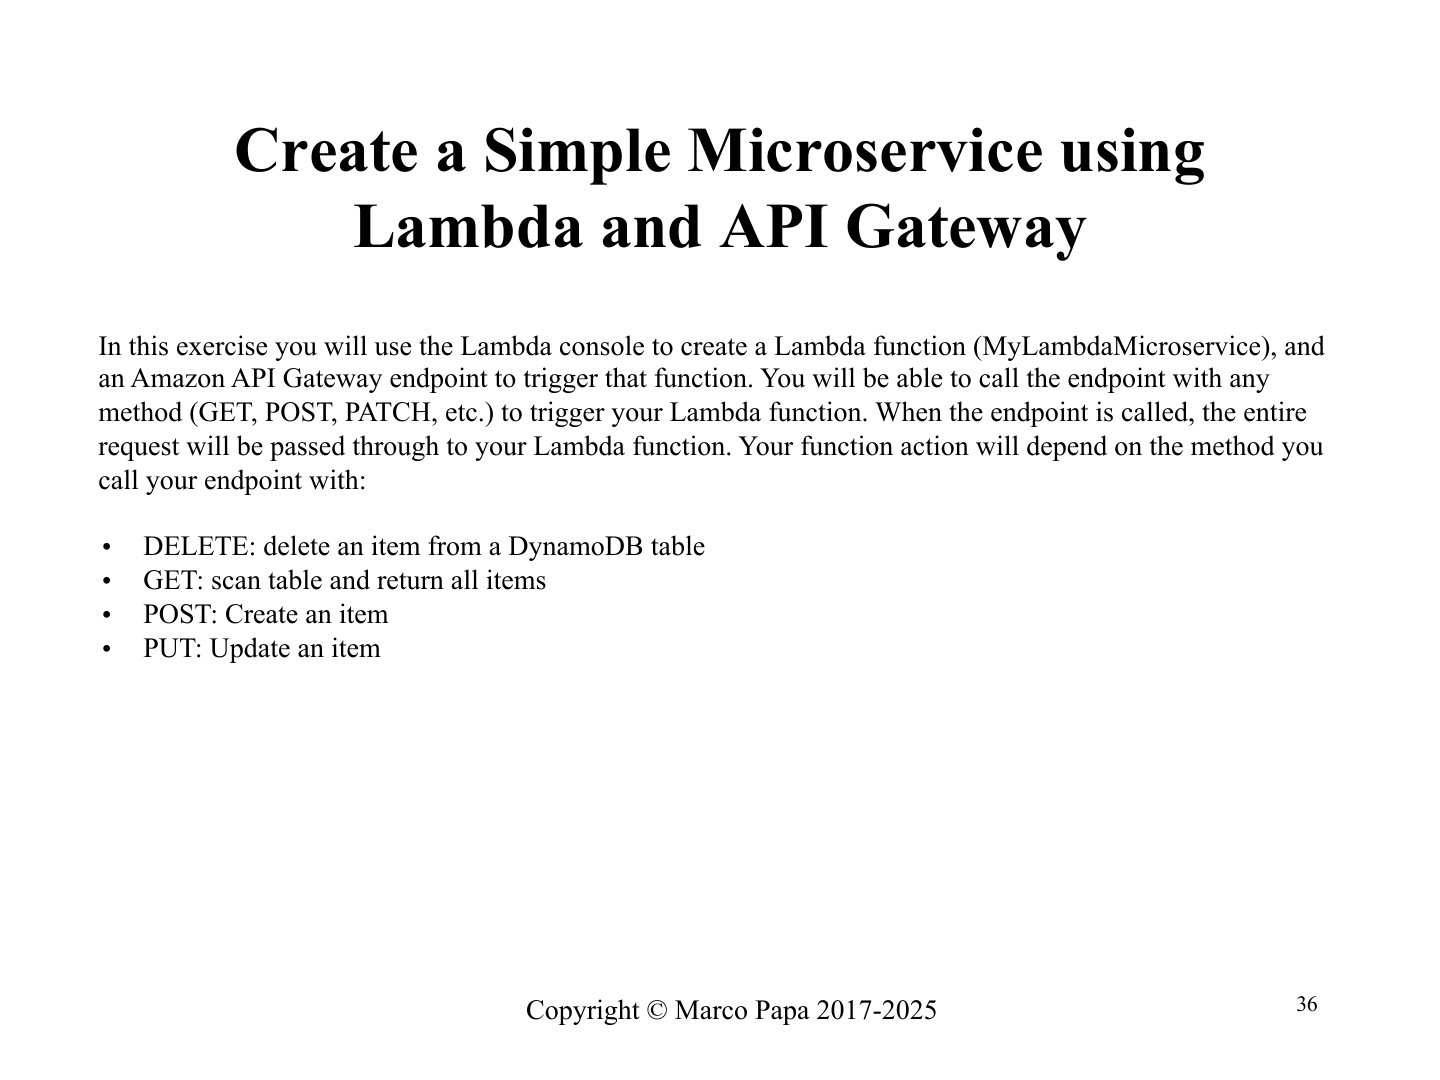 Create a Simple Microservice using
Lambda and API Gateway
In this exercise you will use the Lambda console to create a Lambda function (MyLambdaMicroservice), and
an Amazon API Gateway endpoint to trigger that function. You will be able to call the endpoint with any
method (GET, POST, PATCH, etc.) to trigger your Lambda function. When the endpoint is called, the entire
request will be passed through to your Lambda function. Your function action will depend on the method you
call your endpoint with:
• DELETE: delete an item from a DynamoDB table
• GET: scan table and return all items
• POST: Create an item
• PUT: Update an item
Copyright © Marco Papa 2017-2025
36